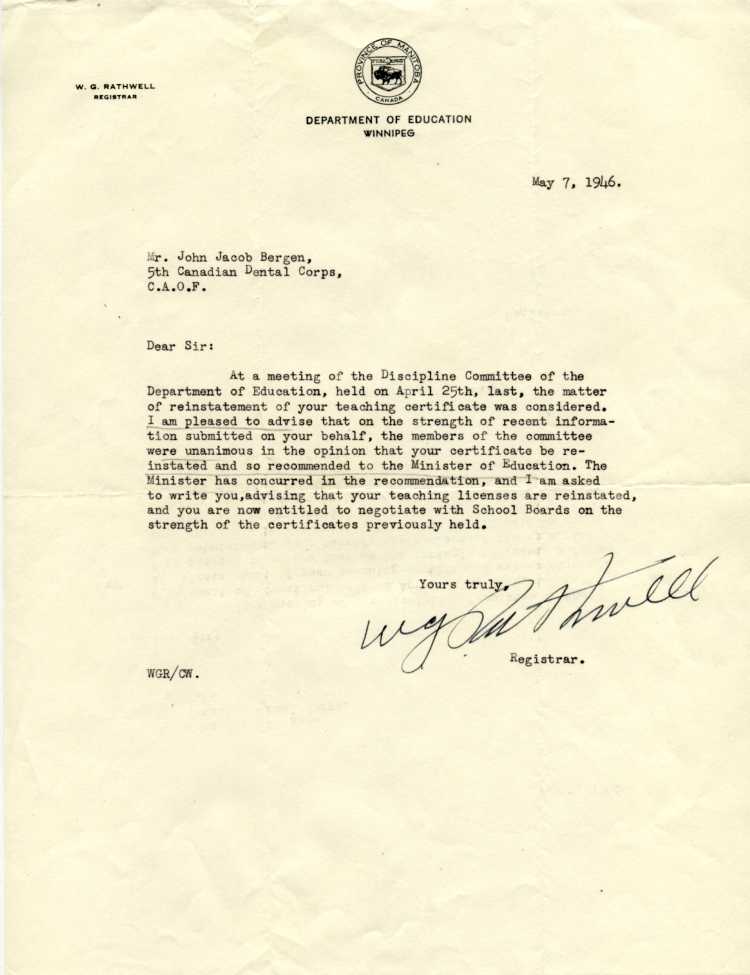 PROVINCE OF MANITOBA
CANADA
W. G. RATHWELL
REGISTRAR
DEPARTMENT OF EDUCATION
WINNIPEG
May 7, 1946.
Mr. John Jacob Bergen,
5th Canadian Dental Corps,
C.A.O.F.
Dear Sir:
At a meeting of the Discipline Committee of the
Department of Education, held on April 25th, last, the matter
of reinstatement of your teaching certificate was considered.
I am pleased to advise that on the strength of recent informa-
tion submitted on your behalf, the members of the committee
were unanimous in the opinion that your certificate be re-
instated and so recommended to the Minister of Education. The
Minister has concurred in the recommendation, and I am asked
to write you,advising that your teaching licenses are reinstated,
and you are now entitled to negotiate with School Boards on the
strength of the certificates previously held.
Yours truly,
W G Rathwell
Registrar.
WGR/CW.